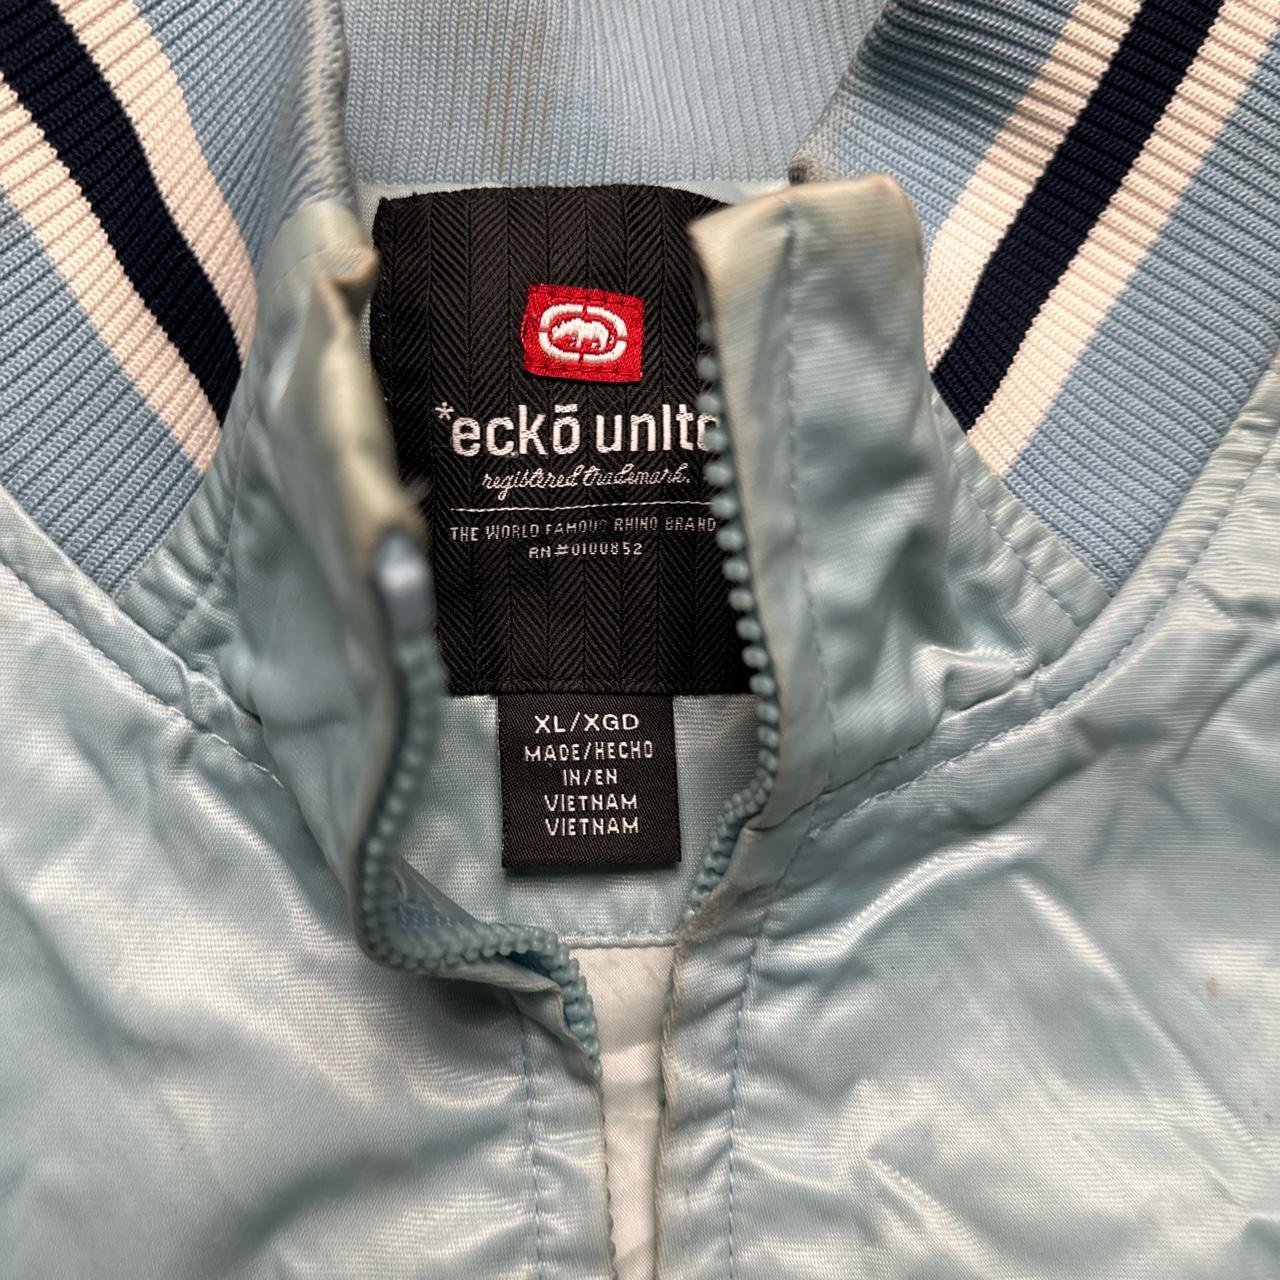 *eckō unltd
registered trademark.
THE WORLD FAMOUS RHINO BRAND
RN#0100852
XL/XGD
MADE/HECHO
IN/EN
VIETNAM
VIETNAM